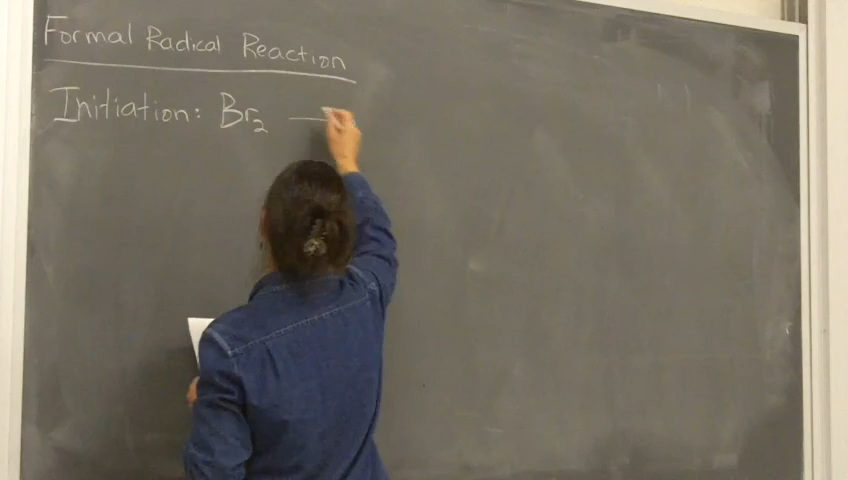 Formal Radical Reaction
Initiation: Br₂ —